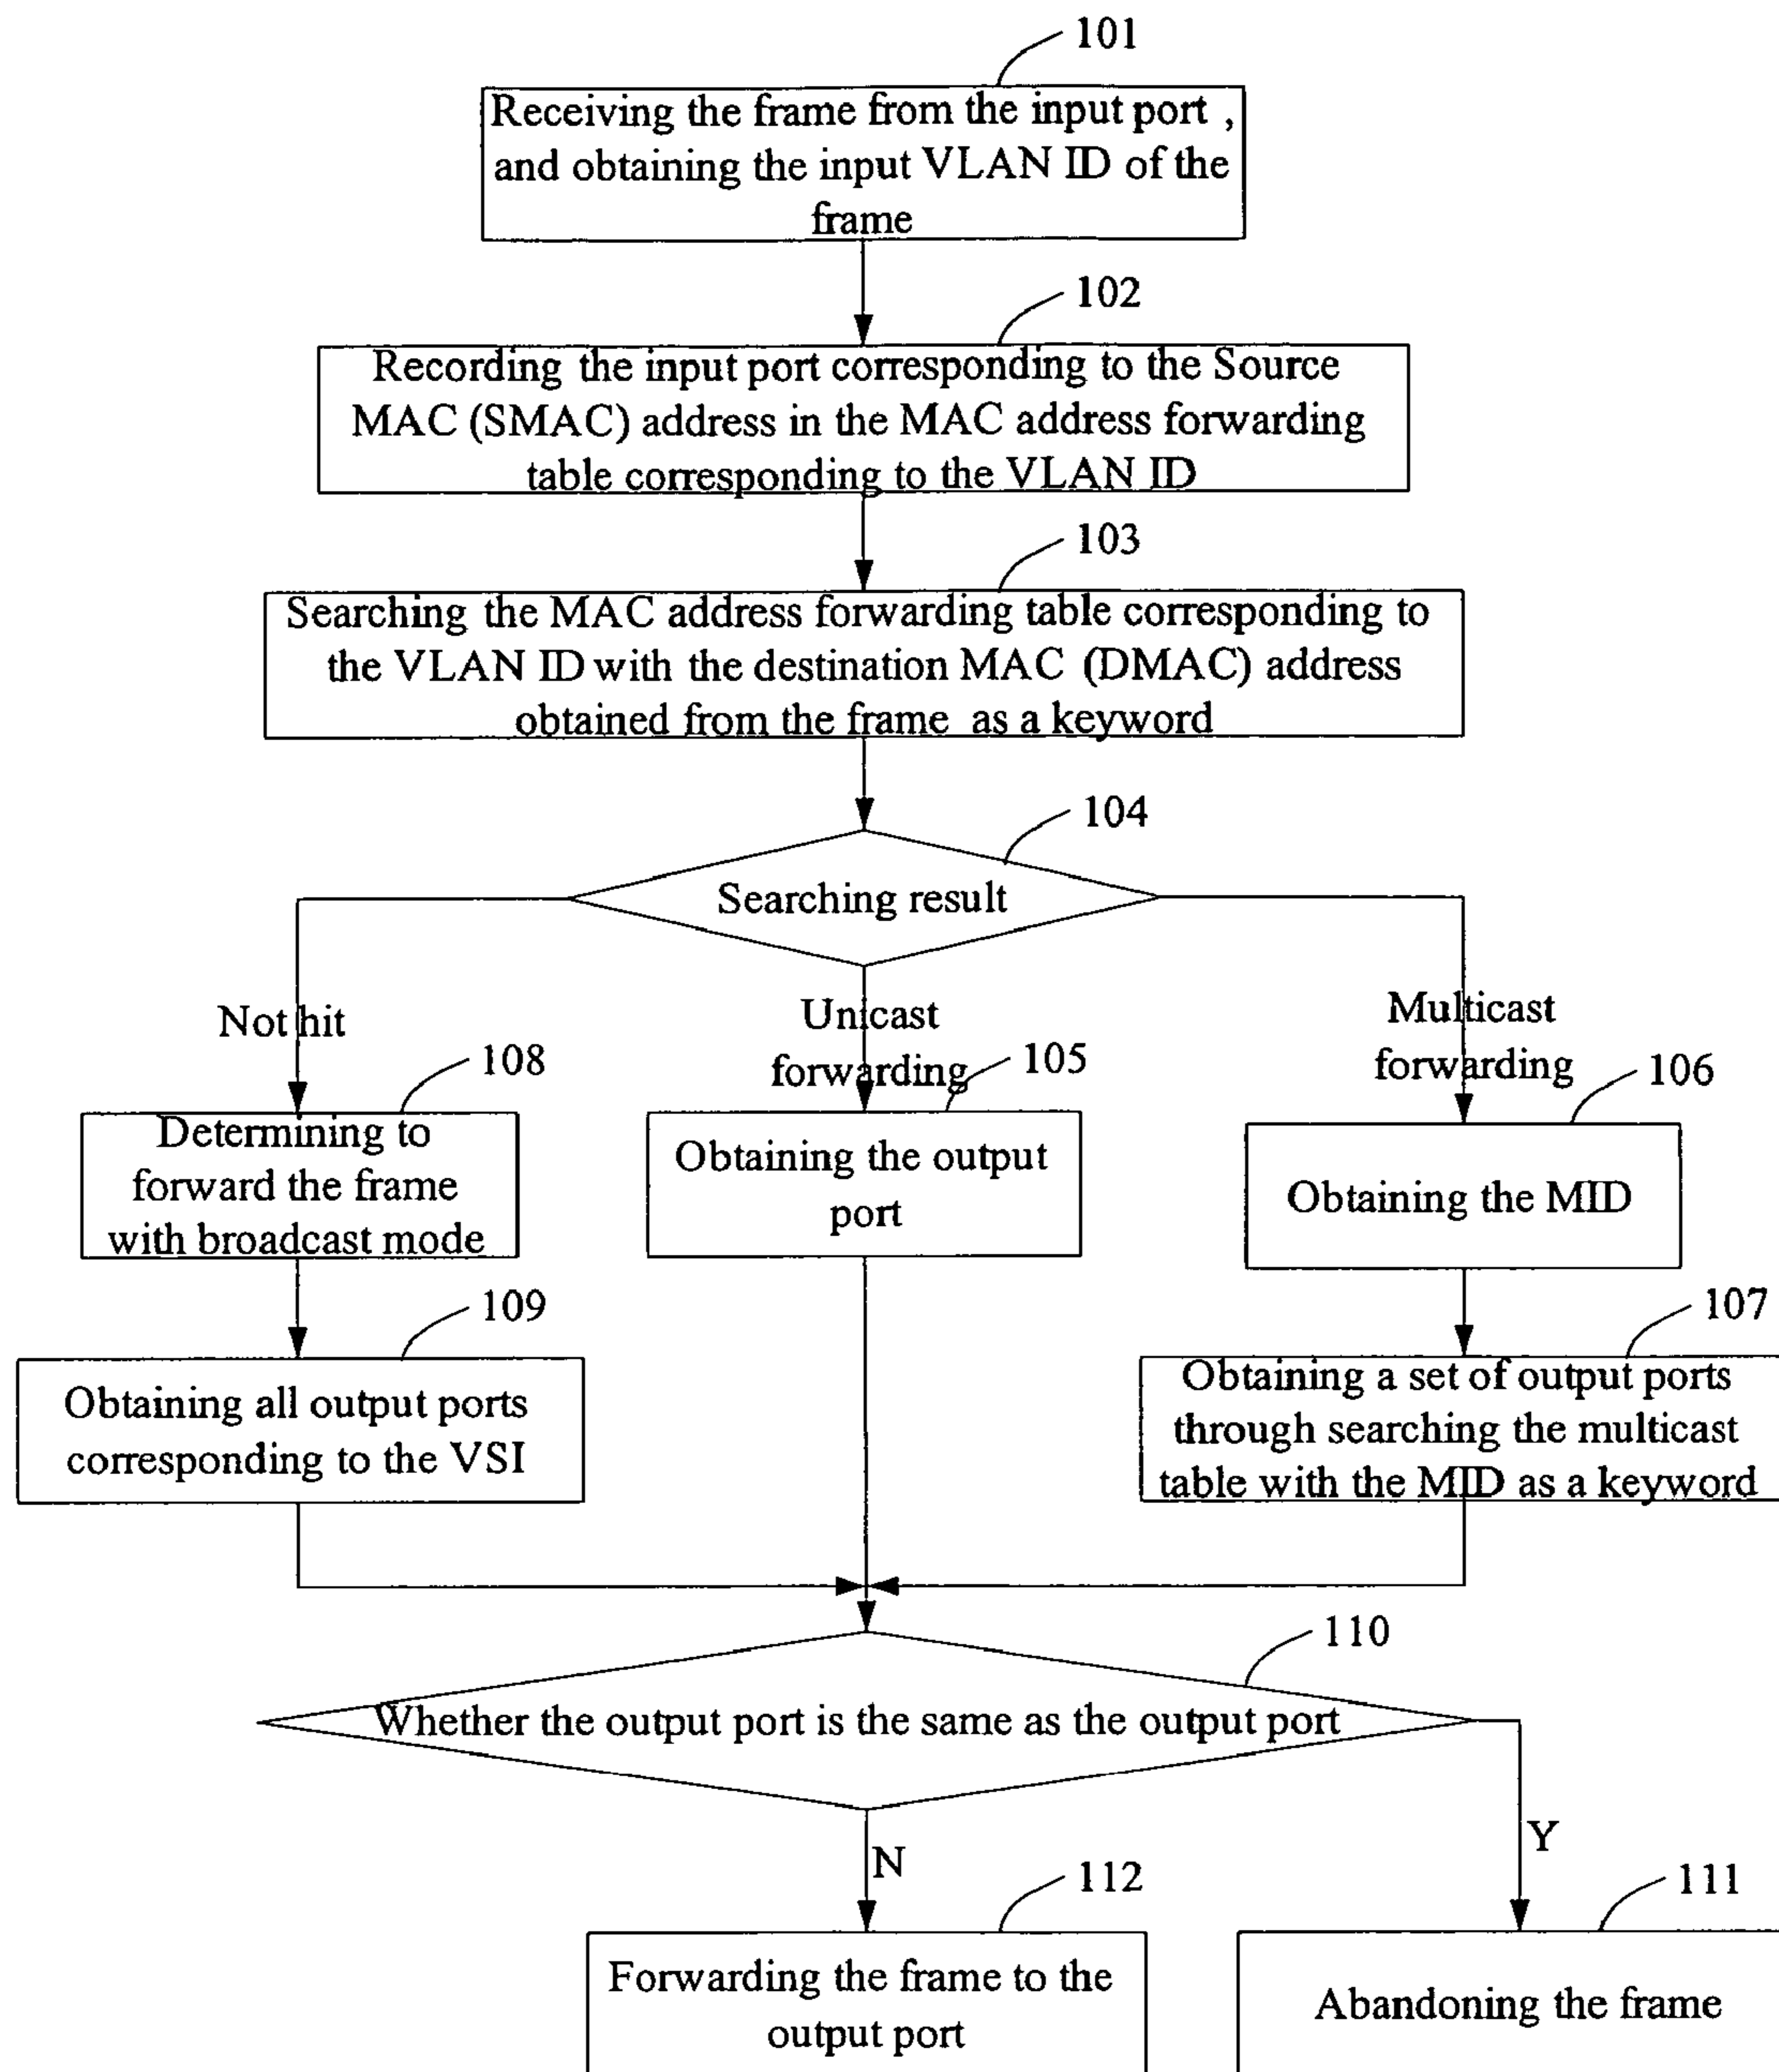 101
Receiving the frame from the input port ,
and obtaining the input VLAN ID of the
frame
102
Recording the input port corresponding to the Source
MAC (SMAC) address in the MAC address forwarding
table corresponding to the VLAN ID
103
Searching the MAC address forwarding table corresponding to
the VLAN ID with the destination MAC (DMAC) address
obtained from the frame as a keyword
104
Searching result
Not hit
Unicast
forwarding
Multicast
forwarding
108
Determining to
forward the frame
with broadcast mode
105
Obtaining the output
port
106
Obtaining the MID
109
Obtaining all output ports
corresponding to the VSI
107
Obtaining a set of output ports
through searching the multicast
table with the MID as a keyword
110
Whether the output port is the same as the output port
N
Y
112
Forwarding the frame to the
output port
111
Abandoning the frame